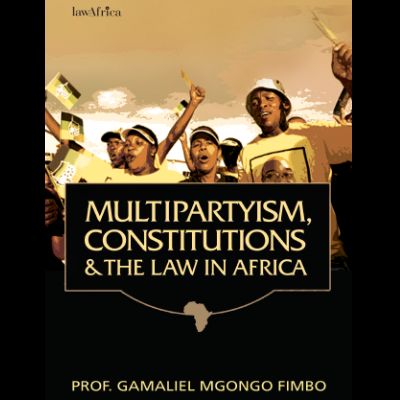 lawAfrica
MULTIPARTYISM,
CONSTITUTIONS
& THE LAW IN AFRICA
PROF. GAMALIEL MGONGO FIMBO